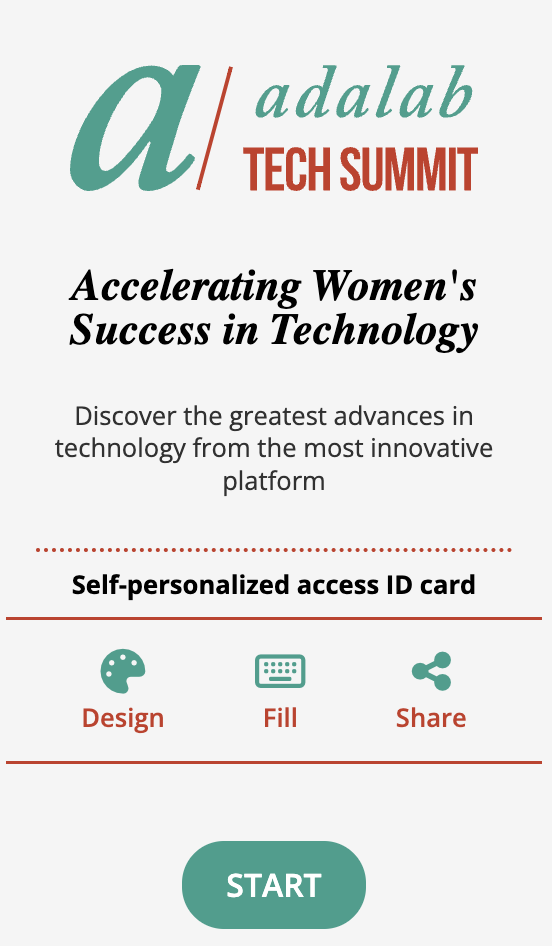 a/ adalab
TECH SUMMIT
Accelerating Women's
Success in Technology
Discover the greatest advances in
technology from the most innovative
platform
Self-personalized access ID card
Design Fill Share
START